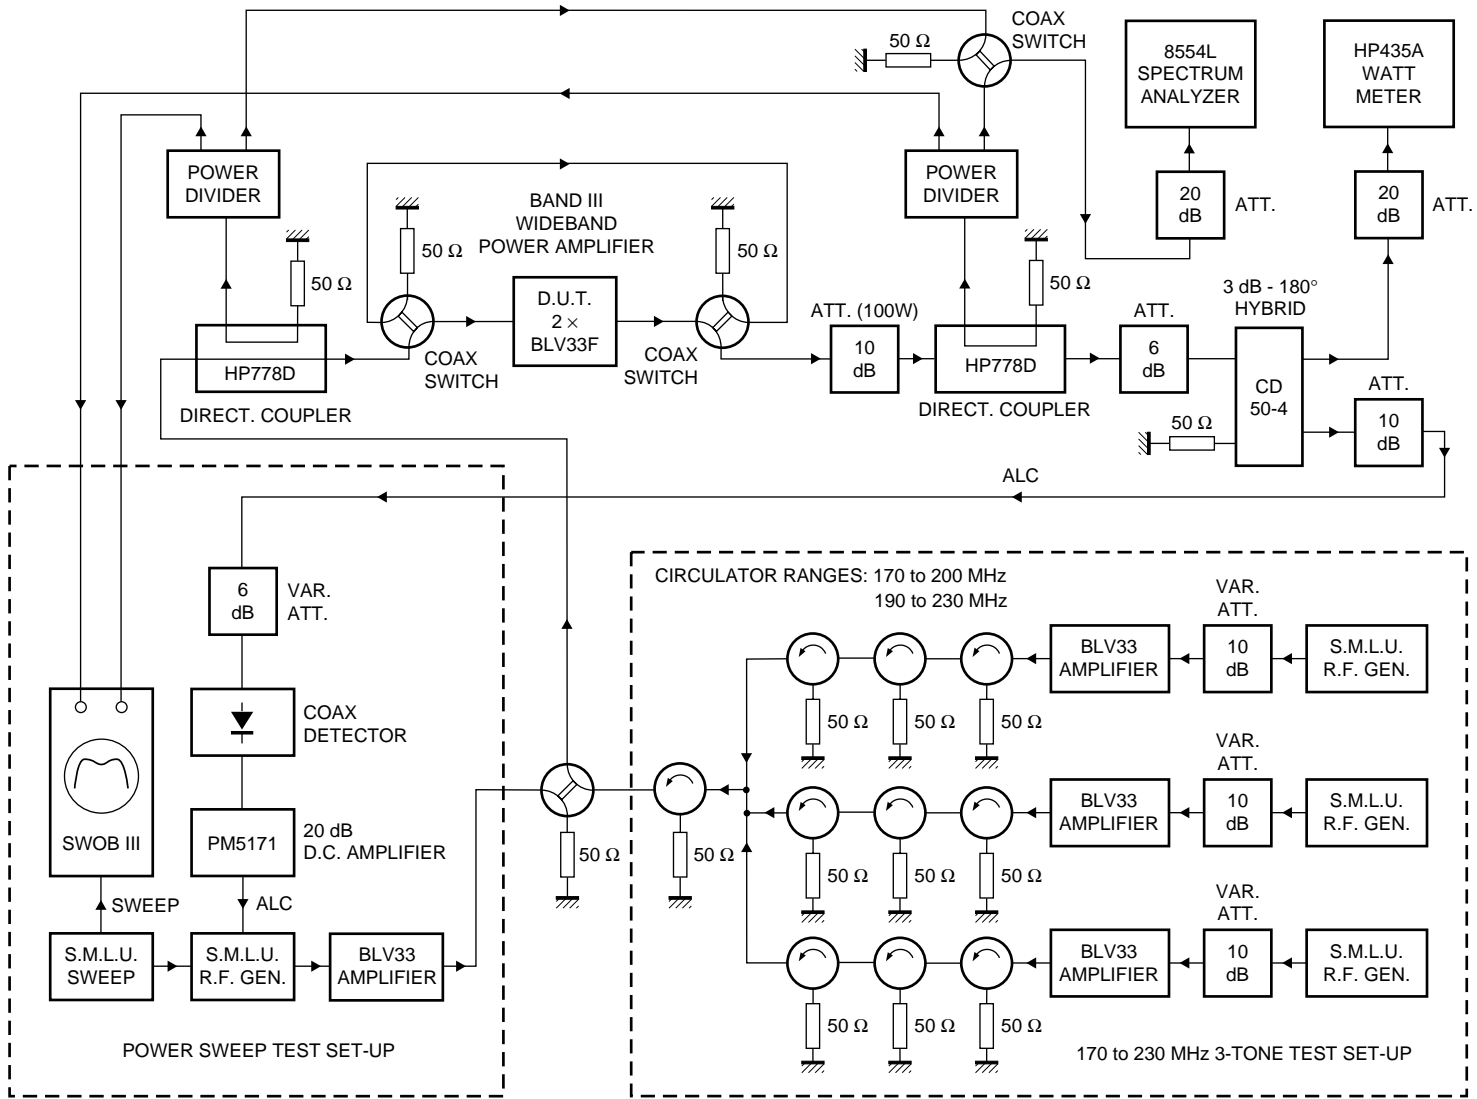 COAX
SWITCH
50 Ω
8554L
SPECTRUM
ANALYZER
HP435A
WATT
METER
POWER
DIVIDER
POWER
DIVIDER
20
dB
ATT.
20
dB
ATT.
BAND III
WIDEBAND
POWER AMPLIFIER
50 Ω
50 Ω
50 Ω
50 Ω
D.U.T.
2 ×
BLV33F
ATT. (100W)
ATT.
3 dB - 180°
HYBRID
HP778D
DIRECT. COUPLER
COAX
SWITCH
COAX
SWITCH
10
dB
HP778D
DIRECT. COUPLER
6
dB
CD
50-4
50 Ω
ATT.
10
dB
ALC
6
dB
VAR.
ATT.
COAX
DETECTOR
SWOB III
PM5171
20 dB
D.C. AMPLIFIER
SWEEP
ALC
S.M.L.U.
SWEEP
S.M.L.U.
R.F. GEN.
BLV33
AMPLIFIER
POWER SWEEP TEST SET-UP
50 Ω
50 Ω
CIRCULATOR RANGES: 170 to 200 MHz
190 to 230 MHz
VAR.
ATT.
BLV33
AMPLIFIER
10
dB
S.M.L.U.
R.F. GEN.
50 Ω
50 Ω
50 Ω
VAR.
ATT.
BLV33
AMPLIFIER
10
dB
S.M.L.U.
R.F. GEN.
50 Ω
50 Ω
50 Ω
VAR.
ATT.
BLV33
AMPLIFIER
10
dB
S.M.L.U.
R.F. GEN.
50 Ω
50 Ω
50 Ω
170 to 230 MHz 3-TONE TEST SET-UP